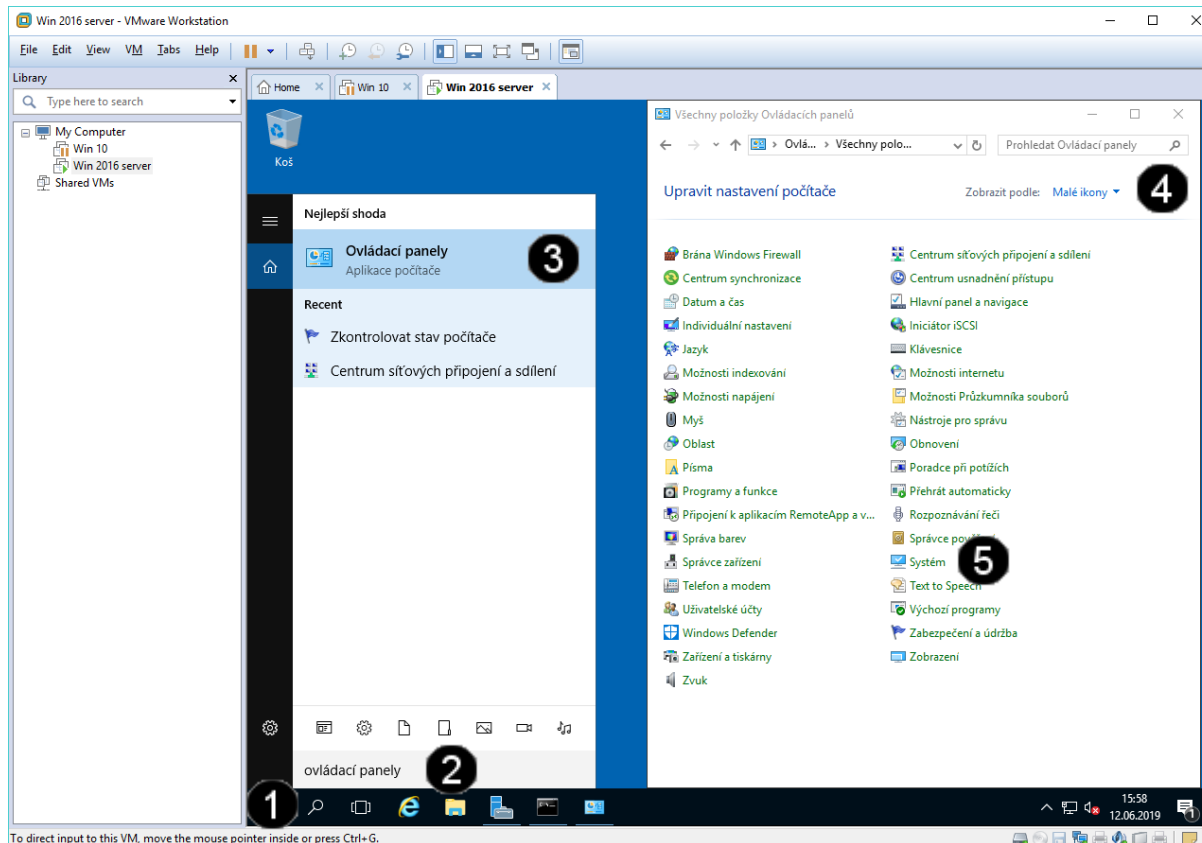 Win 2016 server - VMware Workstation
File Edit View VM Tabs Help
Library
Type here to search
My Computer
Win 10
Win 2016 server
Shared VMs
Home Win 10 Win 2016 server
Koš
Nejlepší shoda
Ovládací panely
Aplikace počítače
3
Recent
Zkontrolovat stav počítače
Centrum síťových připojení a sdílení
ovládací panely
2
1
Všechny položky Ovládacích panelů
Ovlá... Všechny polo...
Prohledat Ovládací panely
Upravit nastavení počítače
Zobrazit podle: Malé ikony
4
Brána Windows Firewall
Centrum synchronizace
Datum a čas
Individuální nastavení
Jazyk
Možnosti indexování
Možnosti napájení
Myš
Oblast
Písma
Programy a funkce
Připojení k aplikacím RemoteApp a v...
Správa barev
Správce zařízení
Telefon a modem
Uživatelské účty
Windows Defender
Zařízení a tiskárny
Zvuk
Centrum síťových připojení a sdílení
Centrum usnadnění přístupu
Hlavní panel a navigace
Iniciátor iSCSI
Klávesnice
Možnosti internetu
Možnosti Průzkumníka souborů
Nástroje pro správu
Obnovení
Poradce při potížích
Přehrát automaticky
Rozpoznávání řeči
Správce
Systém
5
Text to Speech
Výchozí programy
Zabezpečení a údržba
Zobrazení
15:58
12.06.2019
1
To direct input to this VM, move the mouse pointer inside or press Ctrl+G.